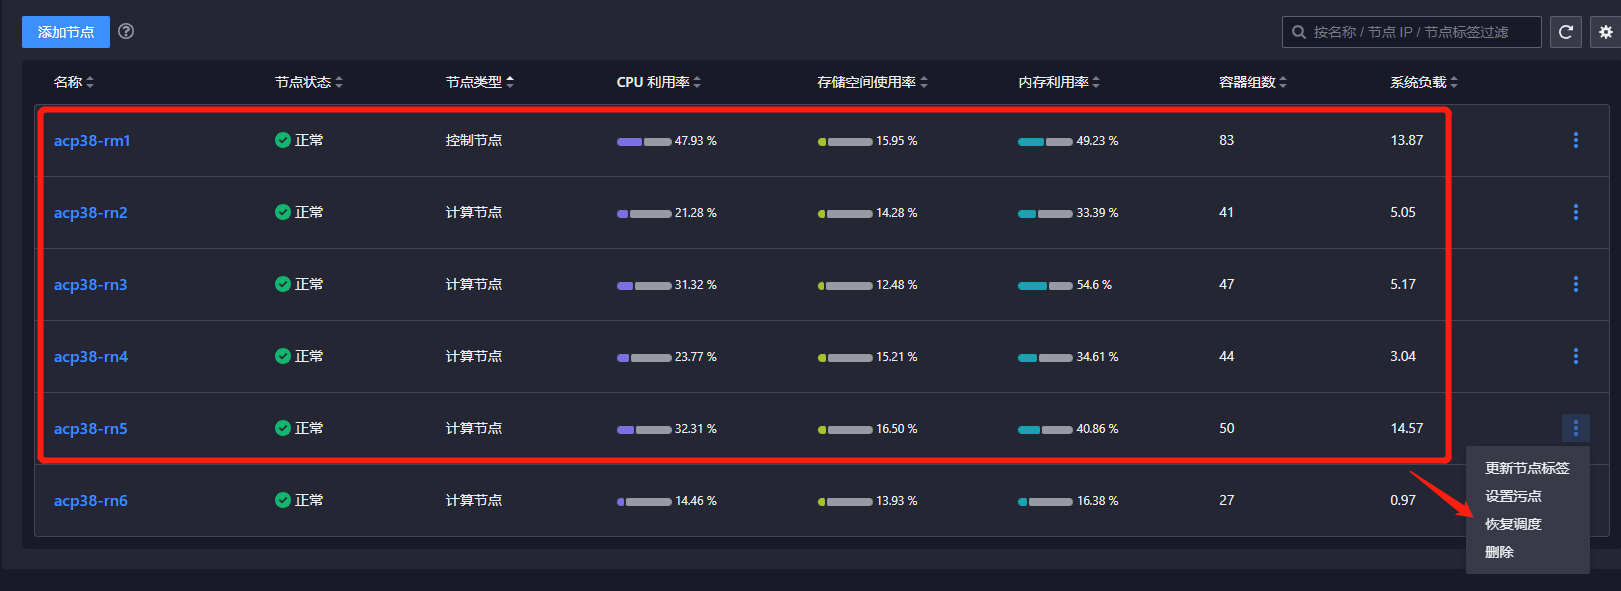 添加节点 按名称 / 节点 IP / 节点标签过滤
名称 节点状态 节点类型 CPU 利用率 存储空间使用率 内存利用率 容器组数 系统负载
acp38-rm1 正常 控制节点 47.93 % 15.95 % 49.23 % 83 13.87
acp38-rn2 正常 计算节点 21.28 % 14.28 % 33.39 % 41 5.05
acp38-rn3 正常 计算节点 31.32 % 12.48 % 54.6 % 47 5.17
acp38-rn4 正常 计算节点 23.77 % 15.21 % 34.61 % 44 3.04
acp38-rn5 正常 计算节点 32.31 % 16.50 % 40.86 % 50 14.57
acp38-rn6 正常 计算节点 14.46 % 13.93 % 16.38 % 27 0.97
更新节点标签
设置污点
恢复调度
删除